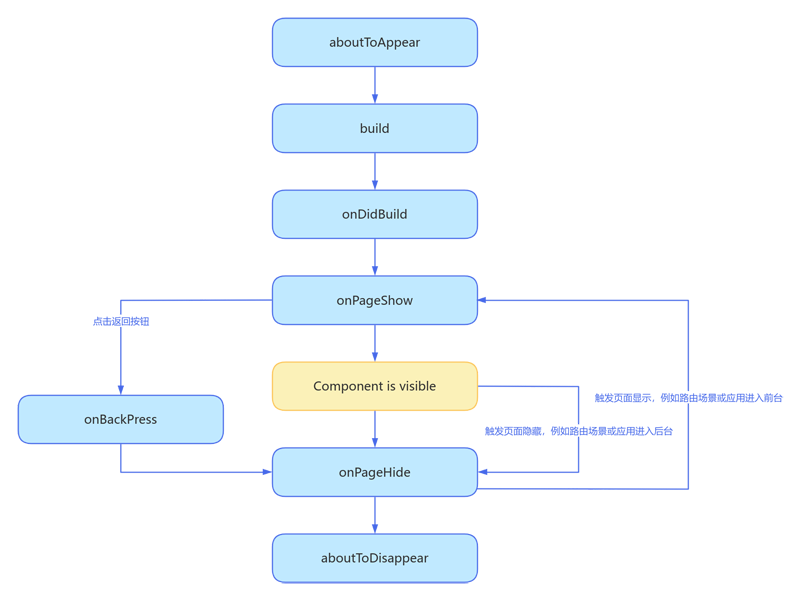 aboutToAppear
build
onDidBuild
onPageShow
点击返回按钮
Component is visible
触发页面显示，例如路由场景或应用进入前台
onBackPress
触发页面隐藏，例如路由场景或应用进入后台
onPageHide
aboutToDisappear